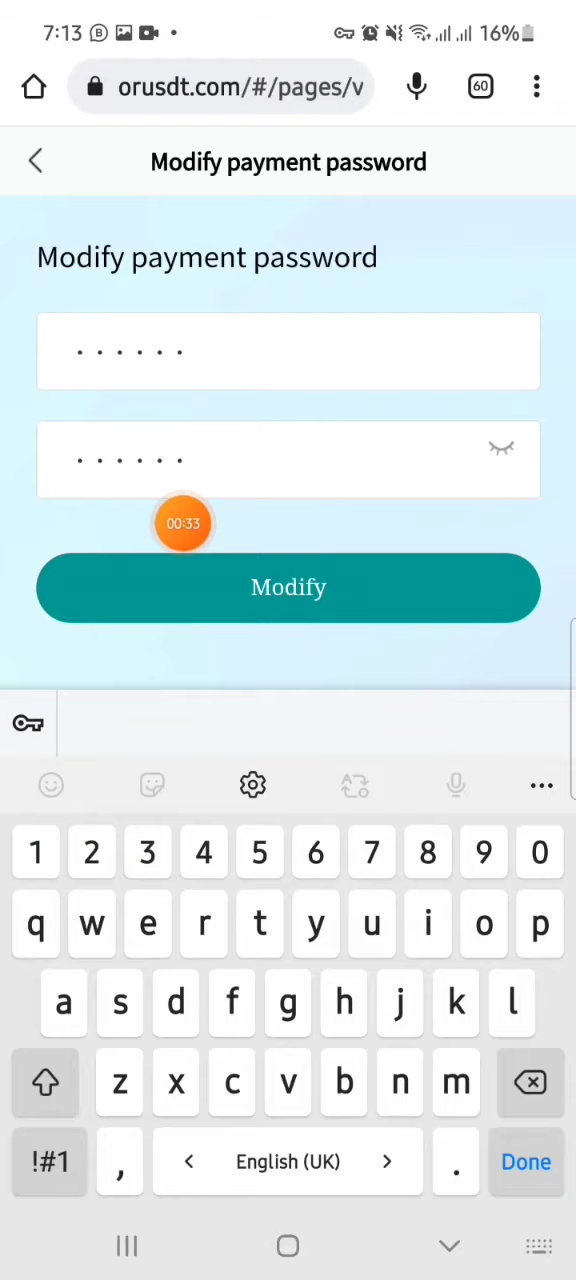 7:13 16%
orusdt.com/#/pages/v 60
Modify payment password
Modify payment password
00:33
Modify
1 2 3 4 5 6 7 8 9 0
q w e r t y u i o p
a s d f g h j k l
z x c v b n m
!#1 , < English (UK) > . Done